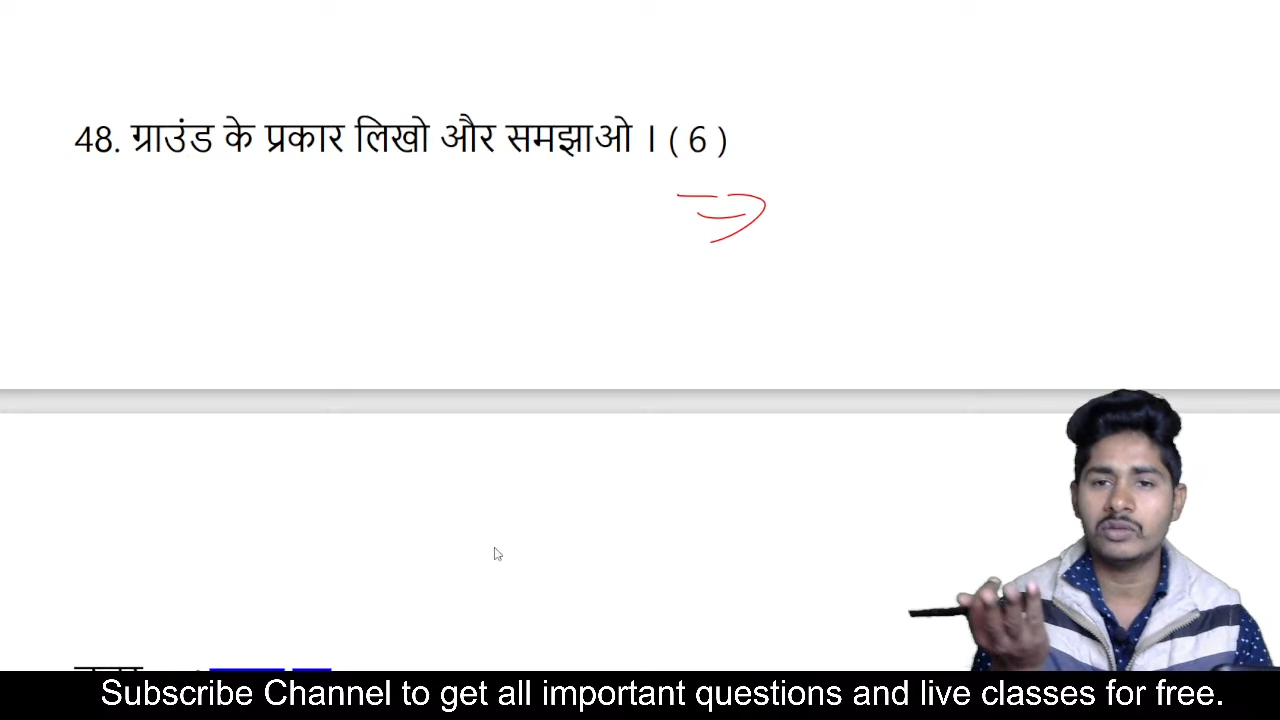 48. ग्राउंड के प्रकार लिखो और समझाओ । ( 6 )
Subscribe Channel to get all important questions and live classes for free.